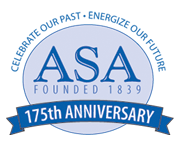 CELEBRATE OUR PAST • ENERGIZE OUR FUTURE
ASA
FOUNDED 1839
175th ANNIVERSARY